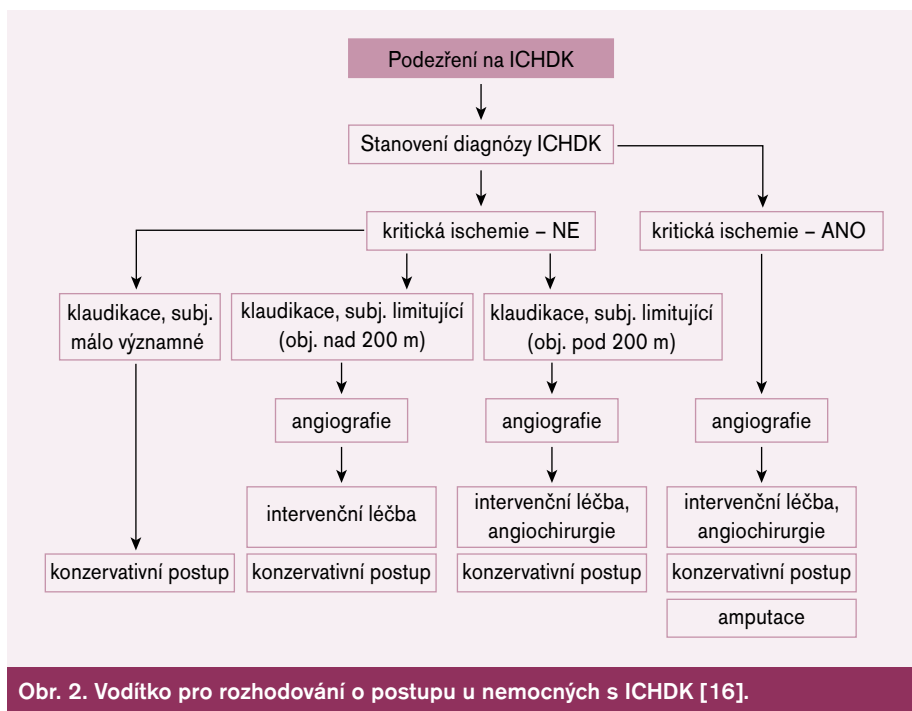 Podezření na ICHDK
Stanovení diagnózy ICHDK
kritická ischemie – NE
kritická ischemie – ANO
klaudikace, subj.
málo významné
klaudikace, subj. limitující
(obj. nad 200 m)
klaudikace, subj. limitující
(obj. pod 200 m)
angiografie
angiografie
angiografie
intervenční léčba
intervenční léčba,
angiochirurgie
intervenční léčba,
angiochirurgie
konzervativní postup
konzervativní postup
konzervativní postup
konzervativní postup
amputace
Obr. 2. Vodítko pro rozhodování o postupu u nemocných s ICHDK [16].